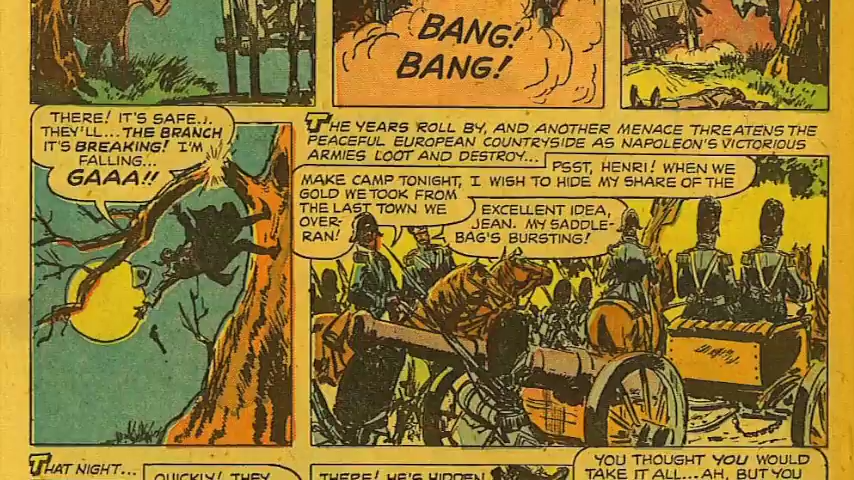 BANG!
BANG!
THERE! IT'S SAFE...
THEY'LL... THE BRANCH
IT'S BREAKING! I'M
FALLING...
GAAA!!
THE YEARS ROLL BY, AND ANOTHER MENACE THREATENS THE
PEACEFUL EUROPEAN COUNTRYSIDE AS NAPOLEON'S VICTORIOUS
ARMIES LOOT AND DESTROY...
PSST, HENRI! WHEN WE
MAKE CAMP TONIGHT, I WISH TO HIDE MY SHARE OF THE
GOLD WE TOOK FROM
THE LAST TOWN WE
OVER-
RAN!
EXCELLENT IDEA,
JEAN. MY SADDLE-
BAG'S BURSTING!
THAT NIGHT...
QUICKLY! THEY
THERE! HE'S HIDDEN
YOU THOUGHT YOU WOULD
TAKE IT ALL...AH, BUT YOU